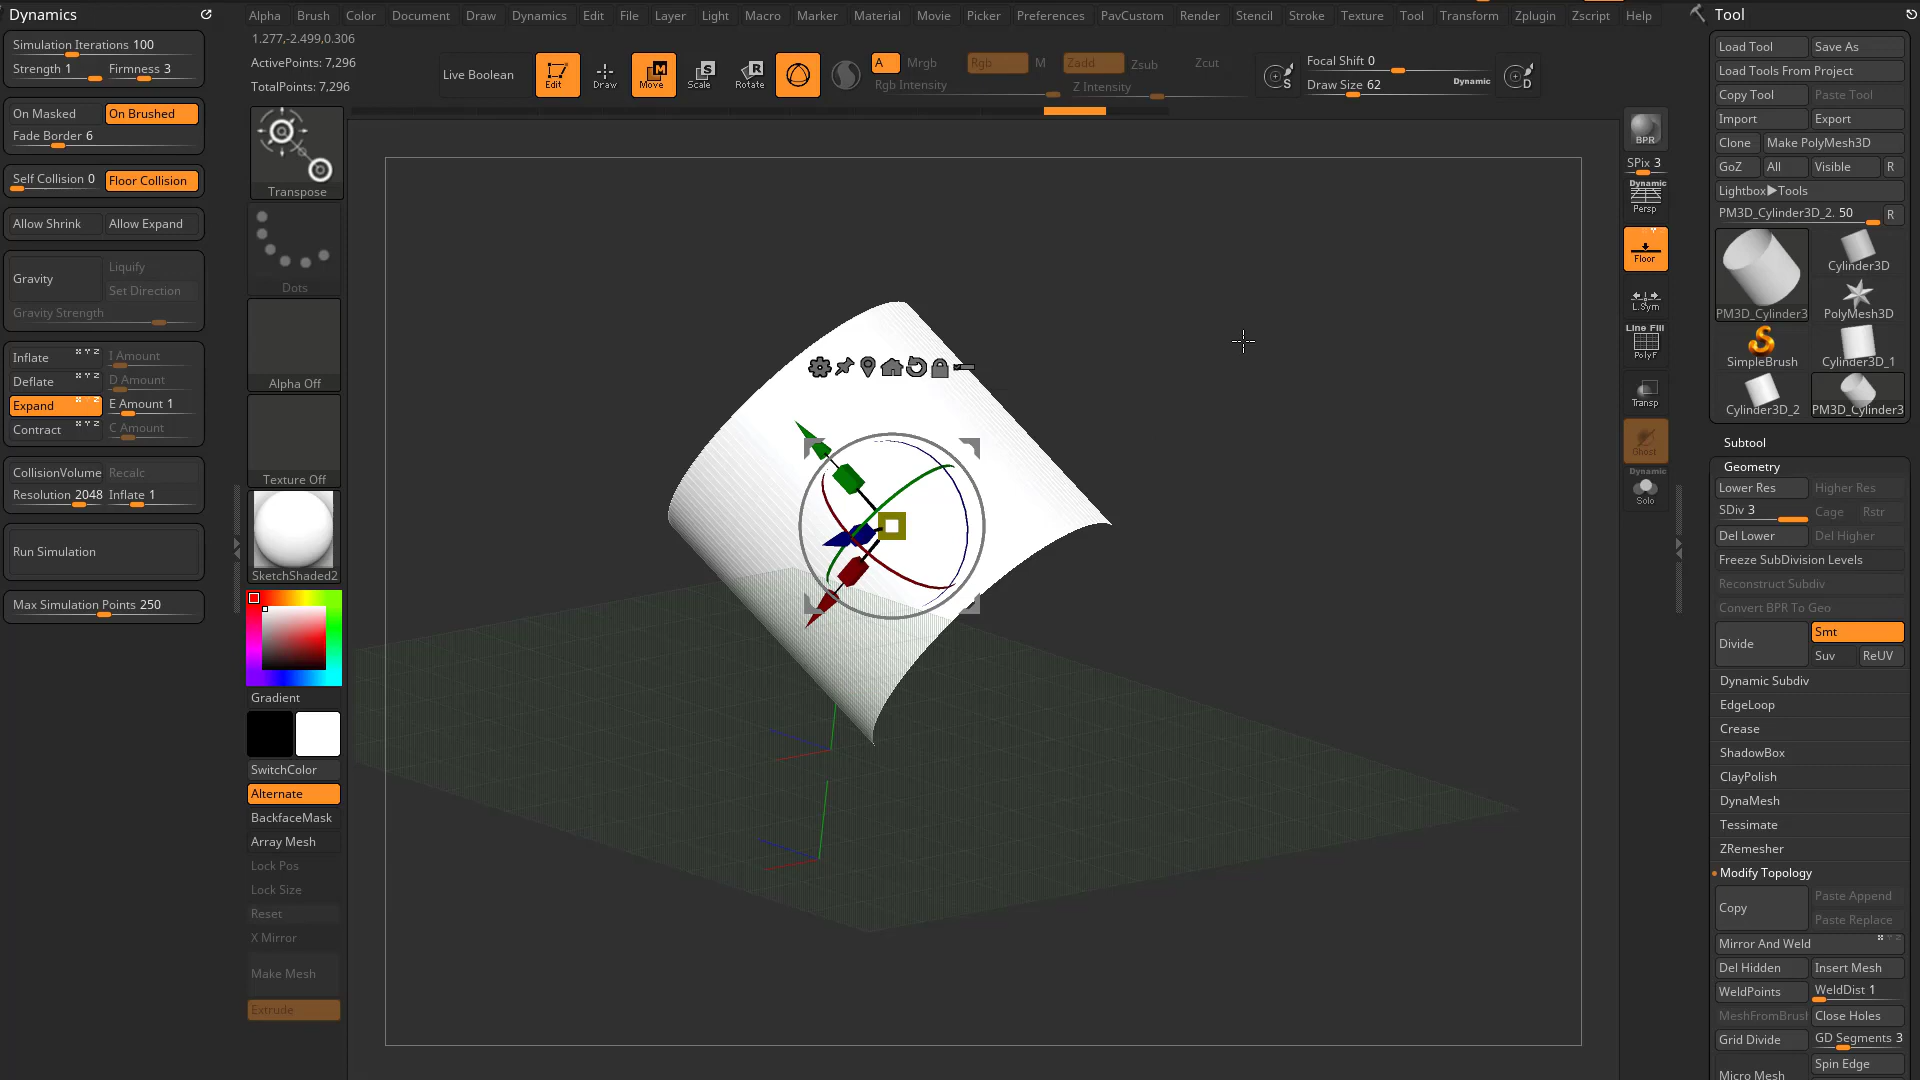 Dynamics
Simulation Iterations 100
Strength 1 Firmness 3
On Masked On Brushed
Fade Border 6
Self Collision 0 Floor Collision
Allow Shrink Allow Expand
Gravity
Liquify
Set Direction
Gravity Strength
Inflate I Amount
Deflate D Amount
Expand E Amount 1
Contract C Amount
CollisionVolume Recalc
Resolution 2048 Inflate 1
Run Simulation
Max Simulation Points 250
Alpha Brush Color Document Draw Dynamics Edit File Layer Light Macro Marker Material Movie Picker Preferences PavCustom Render Stencil Stroke Texture Tool Transform Zplugin Zscript Help
1.277,-2.499,0.306
ActivePoints: 7,296
TotalPoints: 7,296
Live Boolean
Edit
Draw
Move
Scale
Rotate
A Mrgb
Rgb M
Rgb Intensity
Zadd Zsub Zcut
Z Intensity
Focal Shift 0
Draw Size 62 Dynamic
Transpose
Dots
Alpha Off
Texture Off
SketchShaded2
Gradient
SwitchColor
Alternate
BackfaceMask
Array Mesh
Lock Pos
Lock Size
Reset
X Mirror
Make Mesh
Extrude
BPR
SPix 3
Dynamic
Persp
Floor
L.Sym
Line Fill
PolyF
Transp
Ghost
Dynamic
Solo
Tool
Load Tool Save As
Load Tools From Project
Copy Tool Paste Tool
Import Export
Clone Make PolyMesh3D
GoZ All Visible R
Lightbox▶Tools
PM3D_Cylinder3D_2. 50 R
Cylinder3D
PM3D_Cylinder3 PolyMesh3D
SimpleBrush Cylinder3D_1
Cylinder3D_2 PM3D_Cylinder3
Subtool
Geometry
Lower Res Higher Res
SDiv 3 Cage Rstr
Del Lower Del Higher
Freeze SubDivision Levels
Reconstruct Subdiv
Convert BPR To Geo
Divide
Smt
Suv ReUV
Dynamic Subdiv
EdgeLoop
Crease
ShadowBox
ClayPolish
DynaMesh
Tessimate
ZRemesher
Modify Topology
Copy
Paste Append
Paste Replace
Mirror And Weld
Del Hidden Insert Mesh
WeldPoints WeldDist 1
MeshFromBrush Close Holes
Grid Divide GD Segments 3
Micro Mesh
Spin Edge